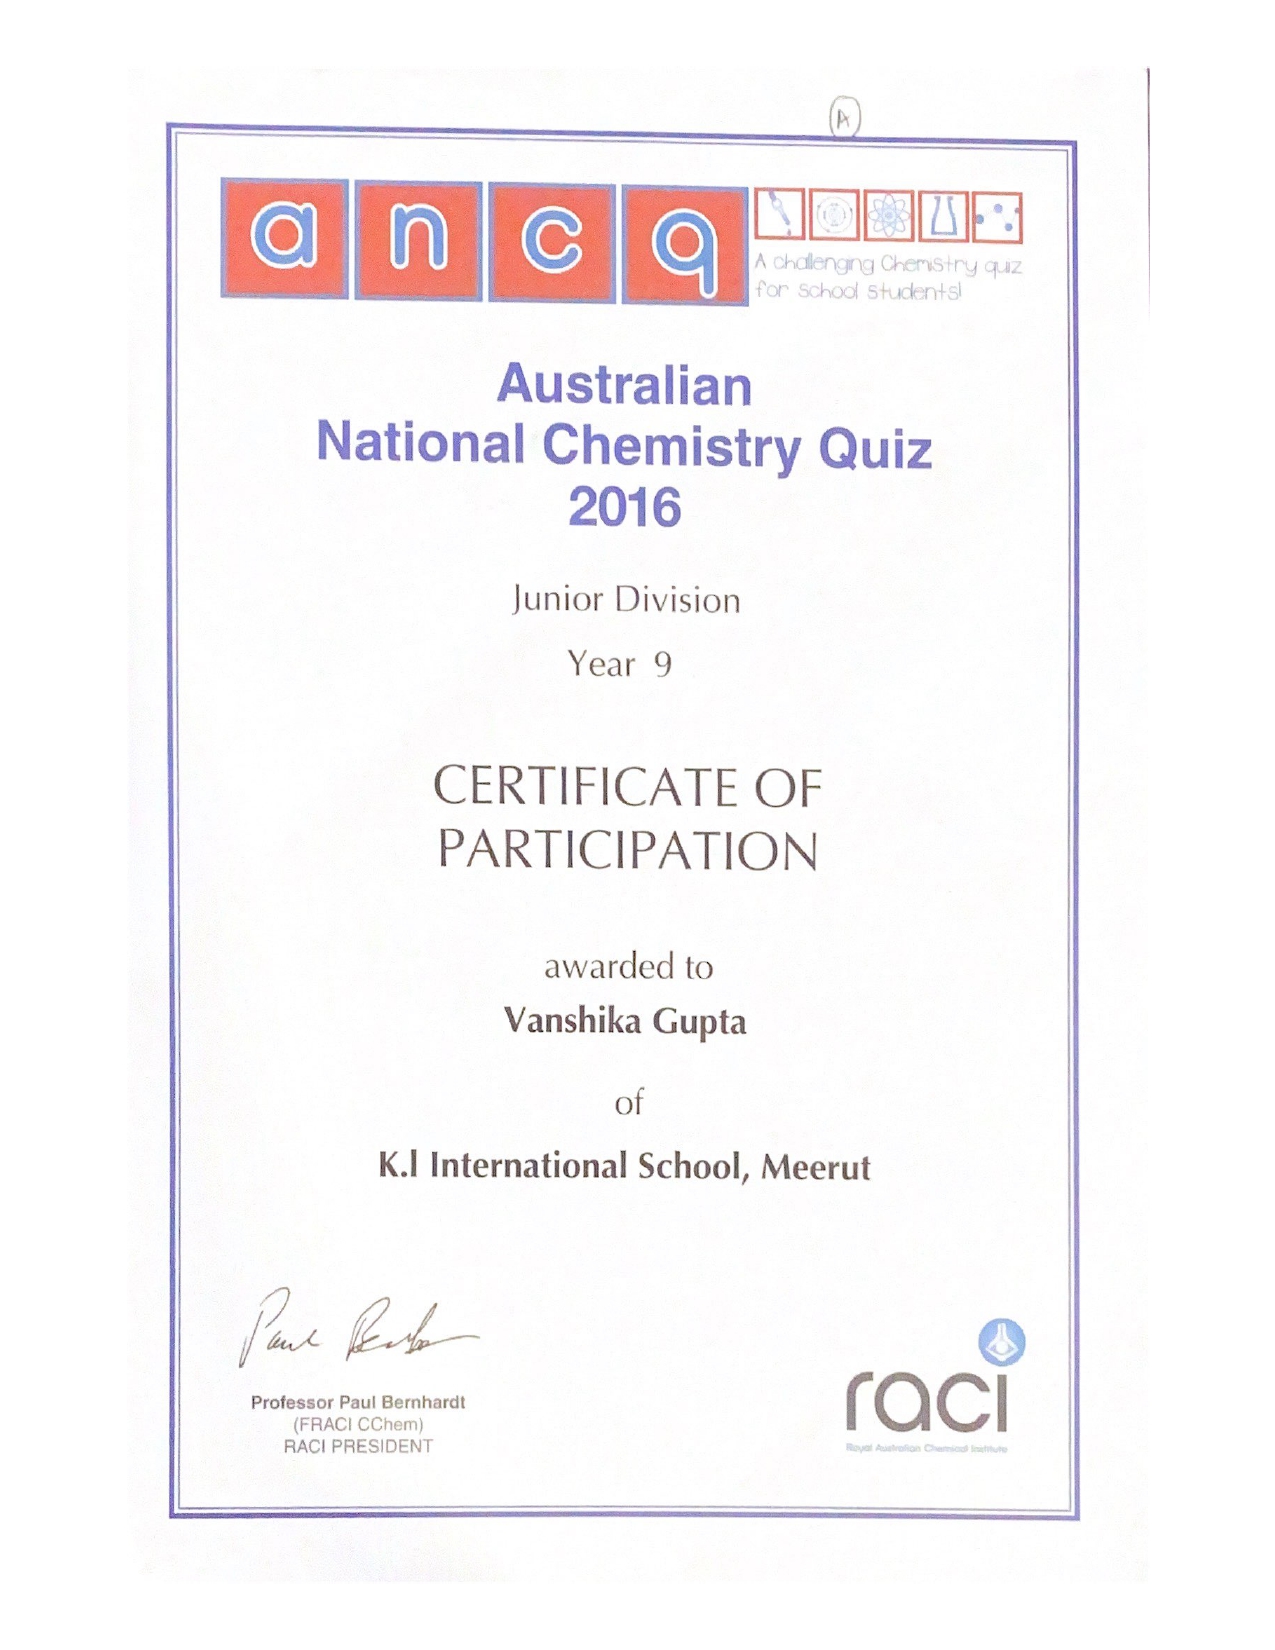 A
ancq
A challenging Chemistry quiz
for school students!
Australian
National Chemistry Quiz
2016
Junior Division
Year 9
CERTIFICATE OF
PARTICIPATION
awarded to
Vanshika Gupta
of
K.l International School, Meerut
Paul Bernhardt
Professor Paul Bernhardt
(FRACI CChem)
RACI PRESIDENT
raci
Royal Australian Chemical Institute